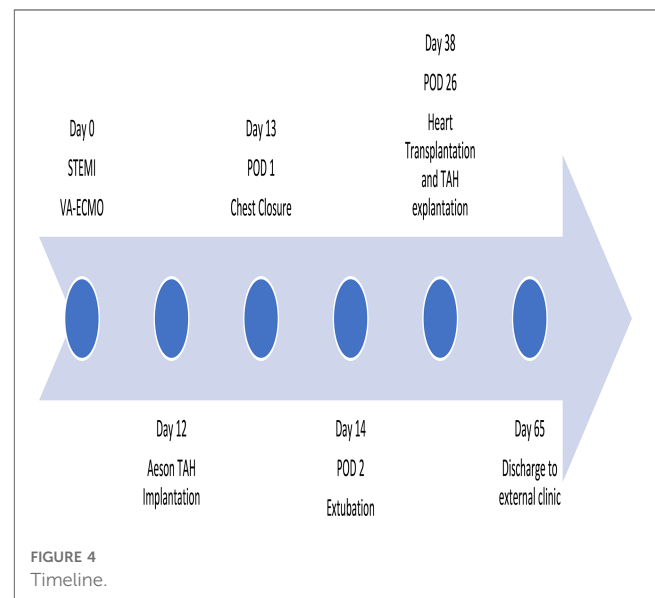 Day 0
STEMI
VA-ECMO
Day 12
Aeson TAH
Implantation
Day 13
POD 1
Chest Closure
Day 14
POD 2
Extubation
Day 38
POD 26
Heart
Transplantation
and TAH
explantation
Day 65
Discharge to
external clinic
FIGURE 4
Timeline.